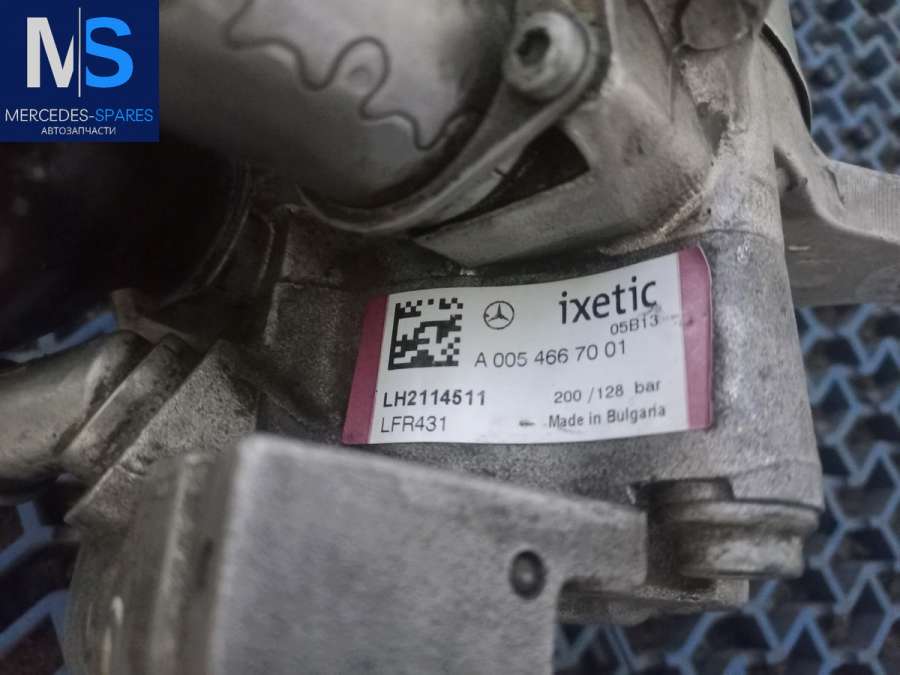 MS
MERCEDES-SPARES
АВТОЗАПЧАСТИ
ixetic
05B13
A 005 466 70 01
LH2114511
200 / 128 bar
LFR431
Made in Bulgaria